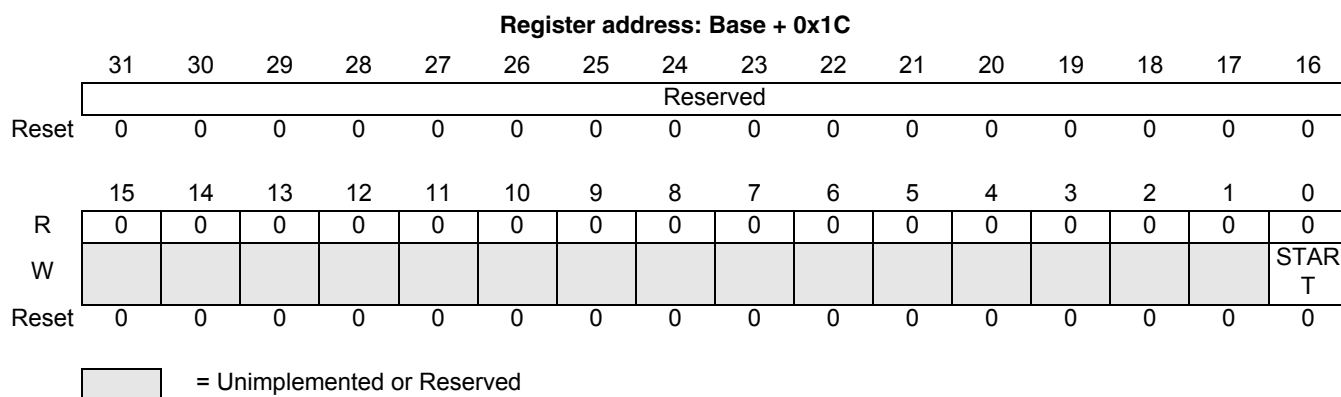 Register address: Base + 0x1C
31 30 29 28 27 26 25 24 23 22 21 20 19 18 17 16
Reserved
Reset 0 0 0 0 0 0 0 0 0 0 0 0 0 0 0 0
15 14 13 12 11 10 9 8 7 6 5 4 3 2 1 0
R 0 0 0 0 0 0 0 0 0 0 0 0 0 0 0 0
W STAR
T
Reset 0 0 0 0 0 0 0 0 0 0 0 0 0 0 0 0
= Unimplemented or Reserved